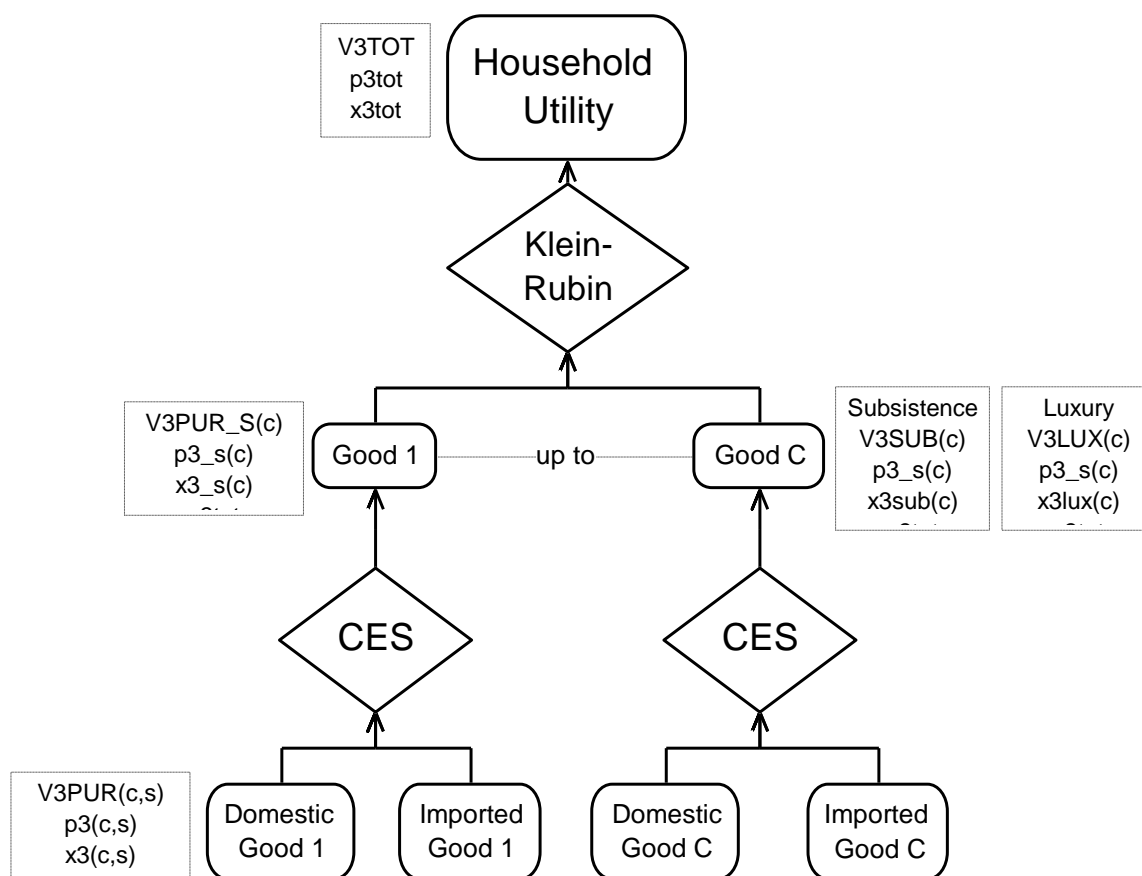 V3TOT
p3tot
x3tot
Household
Utility
Klein-
Rubin
V3PUR_S(c)
p3_s(c)
x3_s(c)
Good 1
up to
Good C
Subsistence
V3SUB(c)
p3_s(c)
x3sub(c)
Luxury
V3LUX(c)
p3_s(c)
x3lux(c)
CES
CES
V3PUR(c,s)
p3(c,s)
x3(c,s)
Domestic
Good 1
Imported
Good 1
Domestic
Good C
Imported
Good C